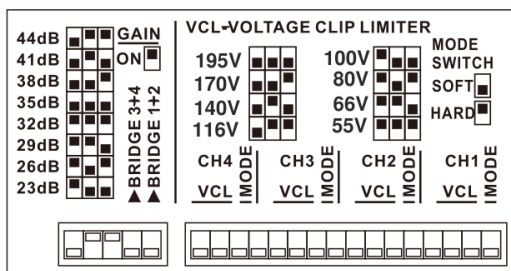 44dB
41dB
38dB
35dB
32dB
29dB
26dB
23dB
GAIN
ON
▲BRIDGE 3+4
▲BRIDGE 1+2
VCL-VOLTAGE CLIP LIMITER
195V
170V
140V
116V
100V
80V
66V
55V
MODE
SWITCH
SOFT
HARD
CH4
VCL
MODE
CH3
VCL
MODE
CH2
VCL
MODE
CH1
VCL
MODE